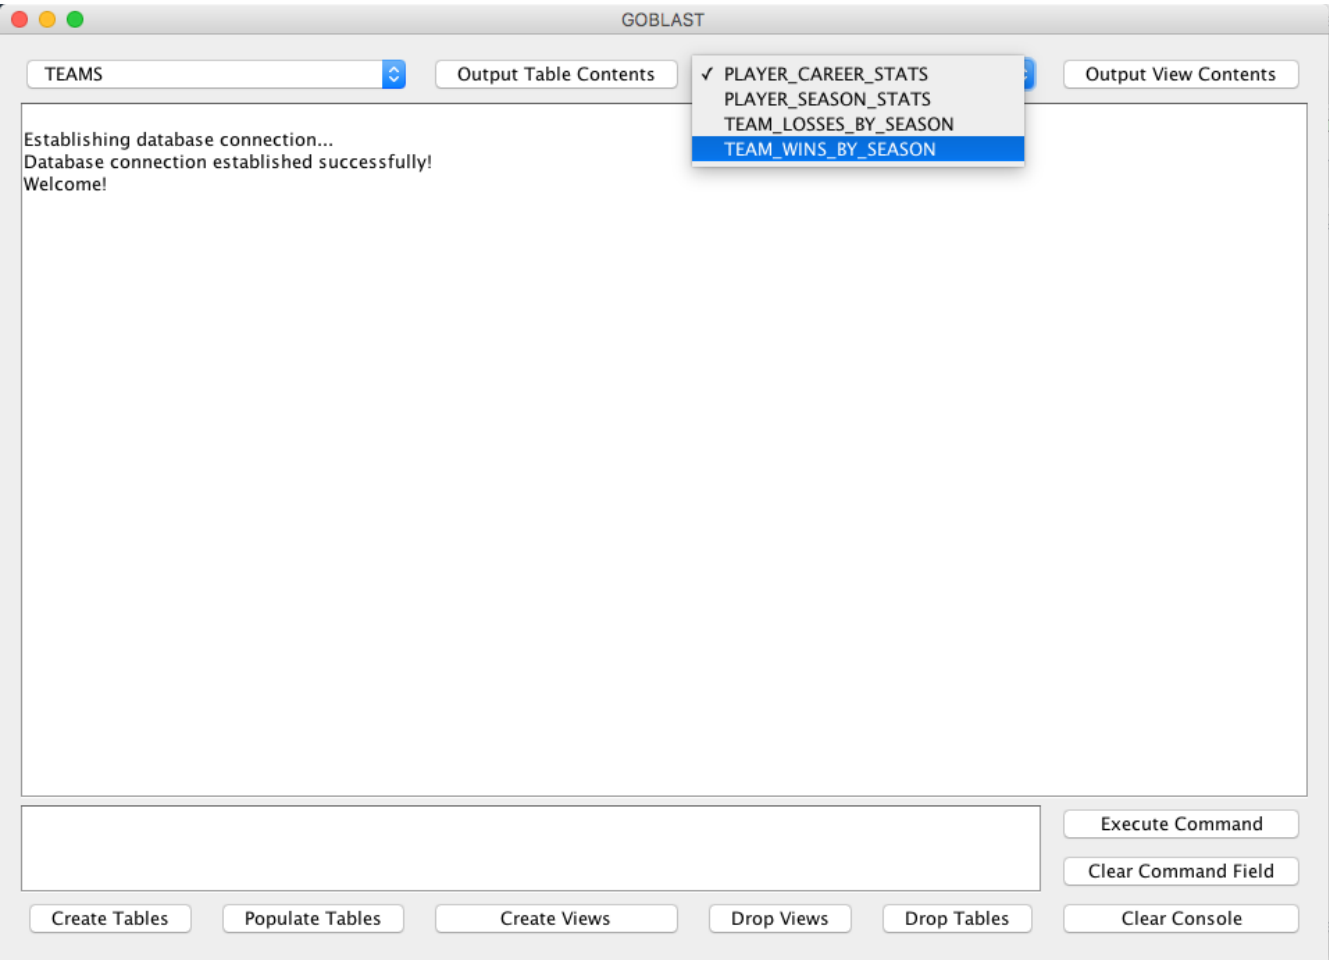 GOBLAST
TEAMS
Output Table Contents
✓ PLAYER_CAREER_STATS
PLAYER_SEASON_STATS
TEAM_LOSSES_BY_SEASON
TEAM_WINS_BY_SEASON
Output View Contents
Establishing database connection...
Database connection established successfully!
Welcome!
Execute Command
Clear Command Field
Create Tables
Populate Tables
Create Views
Drop Views
Drop Tables
Clear Console